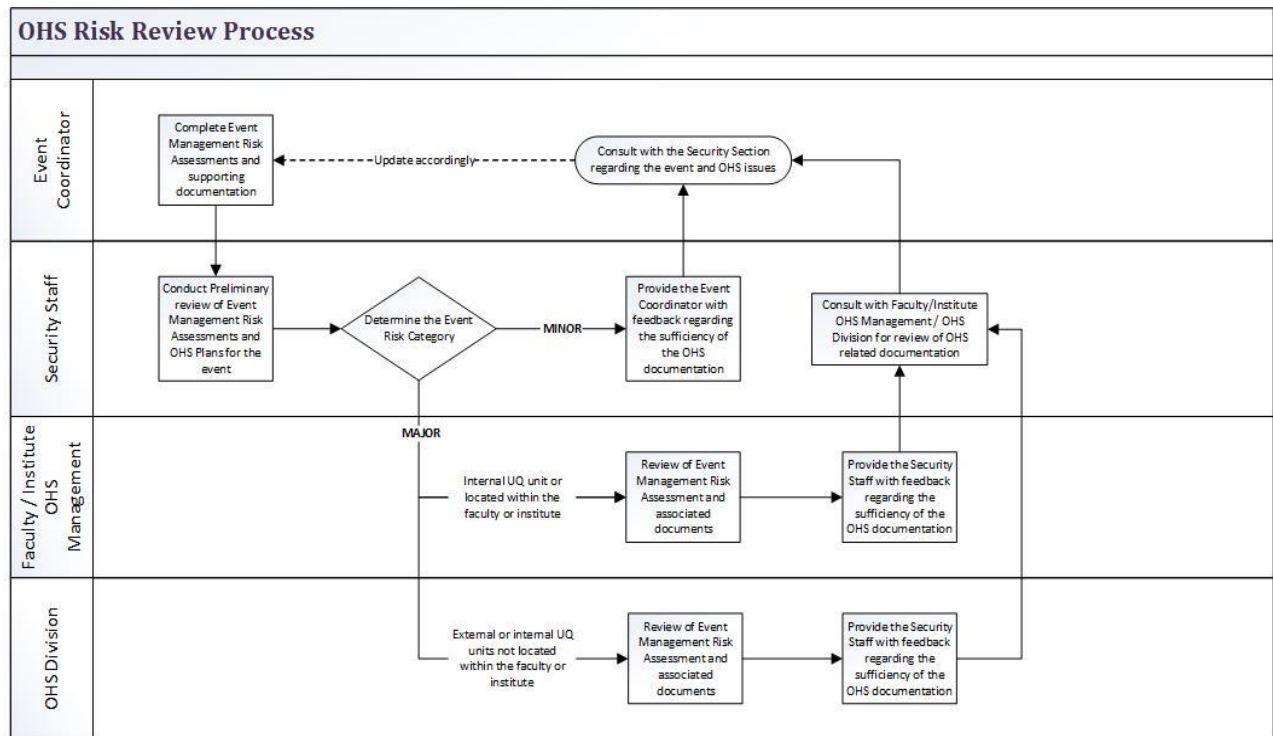 OHS Risk Review Process
Event
Coordinator
Complete Event
Management Risk
Assessments and
supporting
documentation
Update accordingly
Consult with the Security Section
regarding the event and OHS issues
Security Staff
Conduct Preliminary
review of Event
Management Risk
Assessments and
OHS Plans for the
event
Determine the Event
Risk Category
MINOR
Provide the Event
Coordinator with
feedback regarding
the sufficiency of
the OHS
documentation
Consult with Faculty/Institute
OHS Management / OHS
Division for review of OHS
related documentation
MAJOR
Faculty / Institute
OHS
Management
Internal UQ unit or
located within the
faculty or institute
Review of Event
Management Risk
Assessment and
associated
documents
Provide the Security
Staff with feedback
regarding the
sufficiency of the
OHS documentation
OHS Division
External or internal UQ
units not located
within the faculty or
institute
Review of Event
Management Risk
Assessment and
associated
documents
Provide the Security
Staff with feedback
regarding the
sufficiency of the
OHS documentation